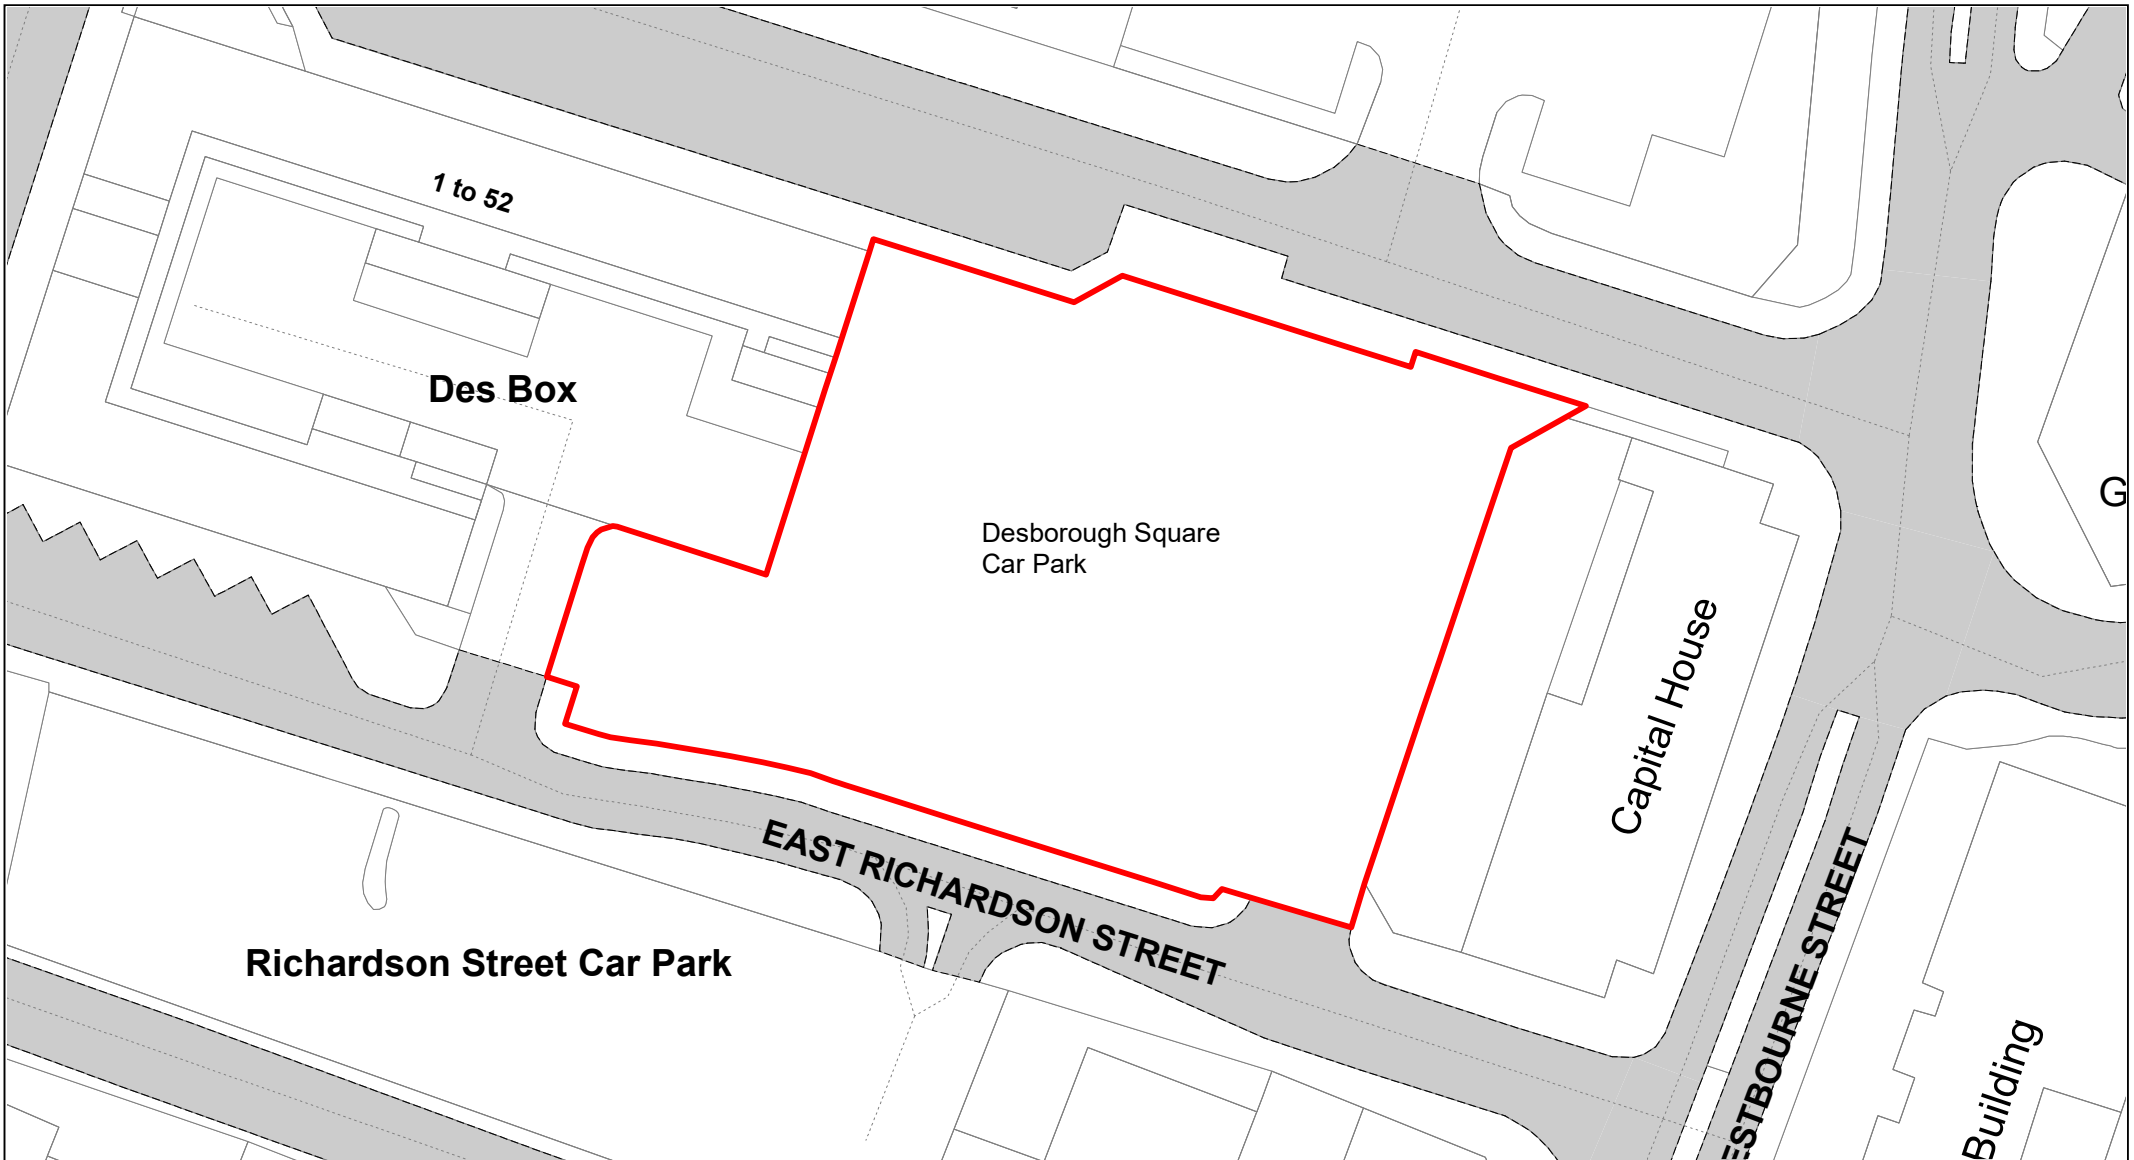 1 to 52
Des Box
G
Desborough Square
Car Park
Capital House
EAST RICHARDSON STREET
ESTBOURNE STREET
Richardson Street Car Park
Building